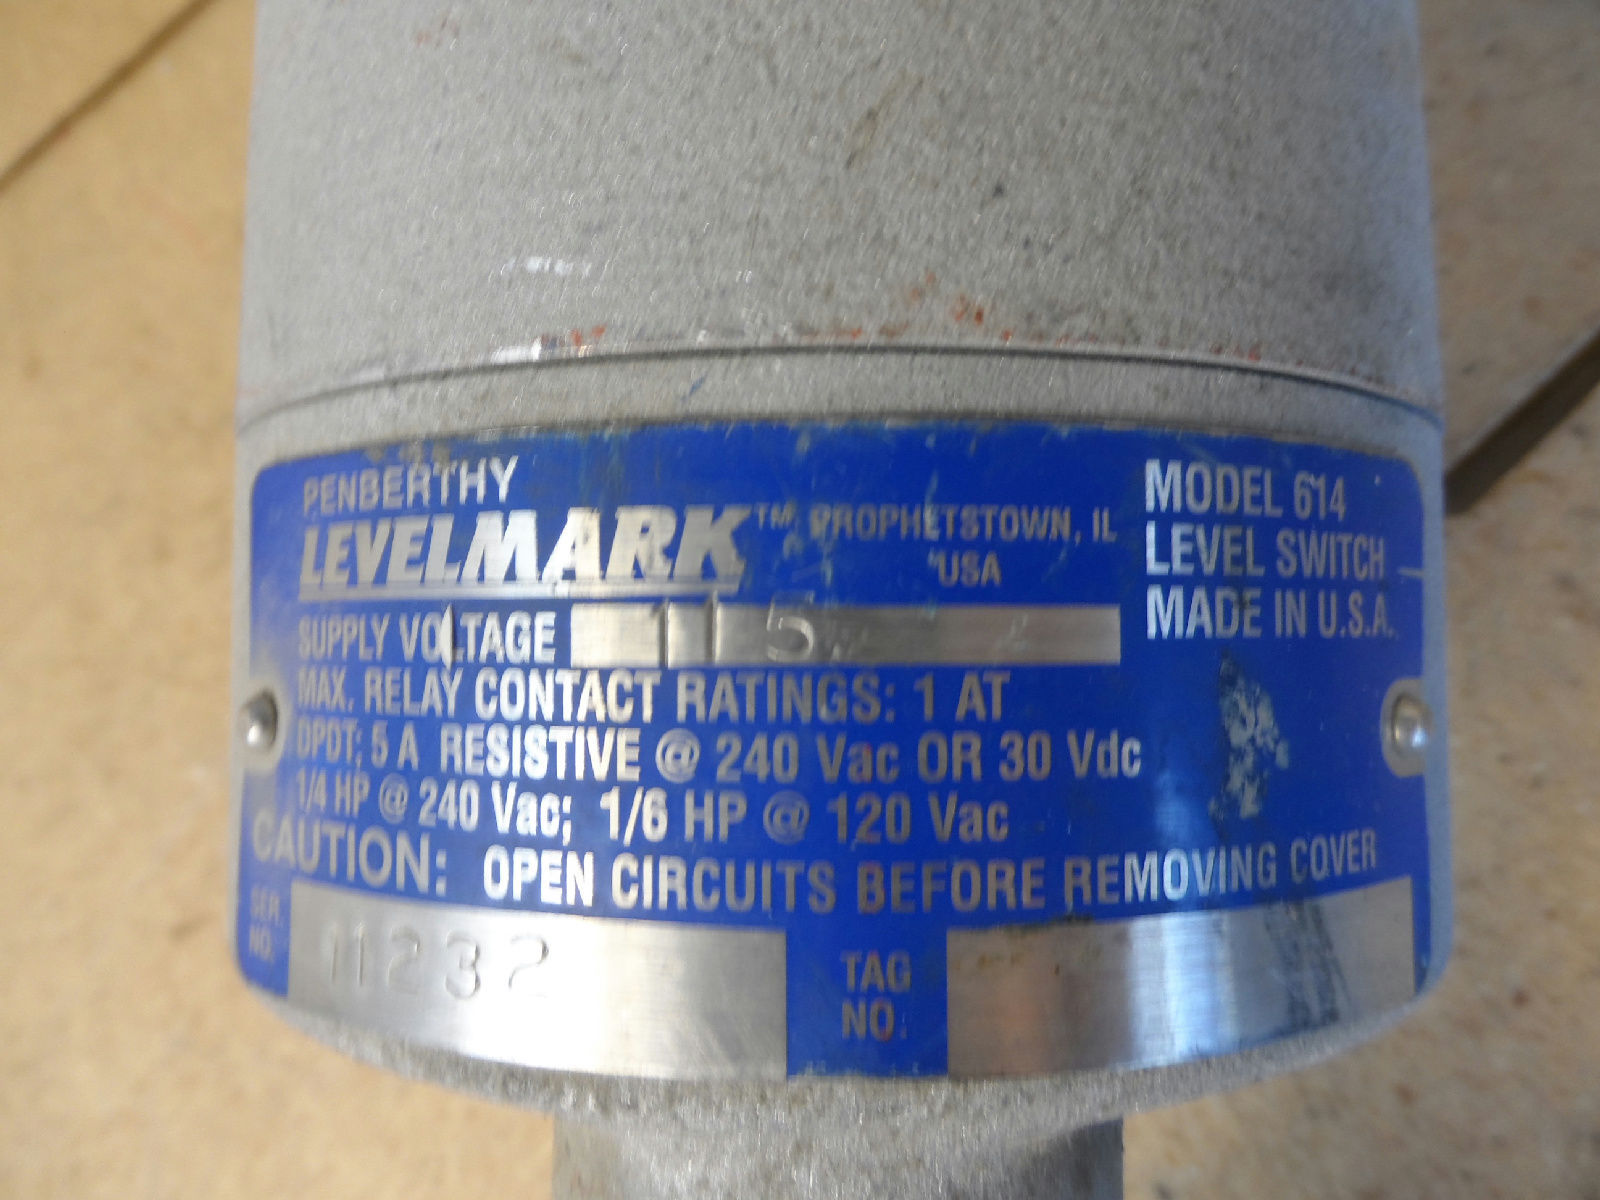 PENBERTHY
LEVELMARK™ PROPHETSTOWN, IL
USA
MODEL 614
LEVEL SWITCH
MADE IN U.S.A.
SUPPLY VOLTAGE 115
MAX. RELAY CONTACT RATINGS: 1 AT
DPDT; 5 A RESISTIVE @ 240 Vac OR 30 Vdc
1/4 HP @ 240 Vac; 1/6 HP @ 120 Vac
CAUTION: OPEN CIRCUITS BEFORE REMOVING COVER
SER. NO. 11232
TAG NO.